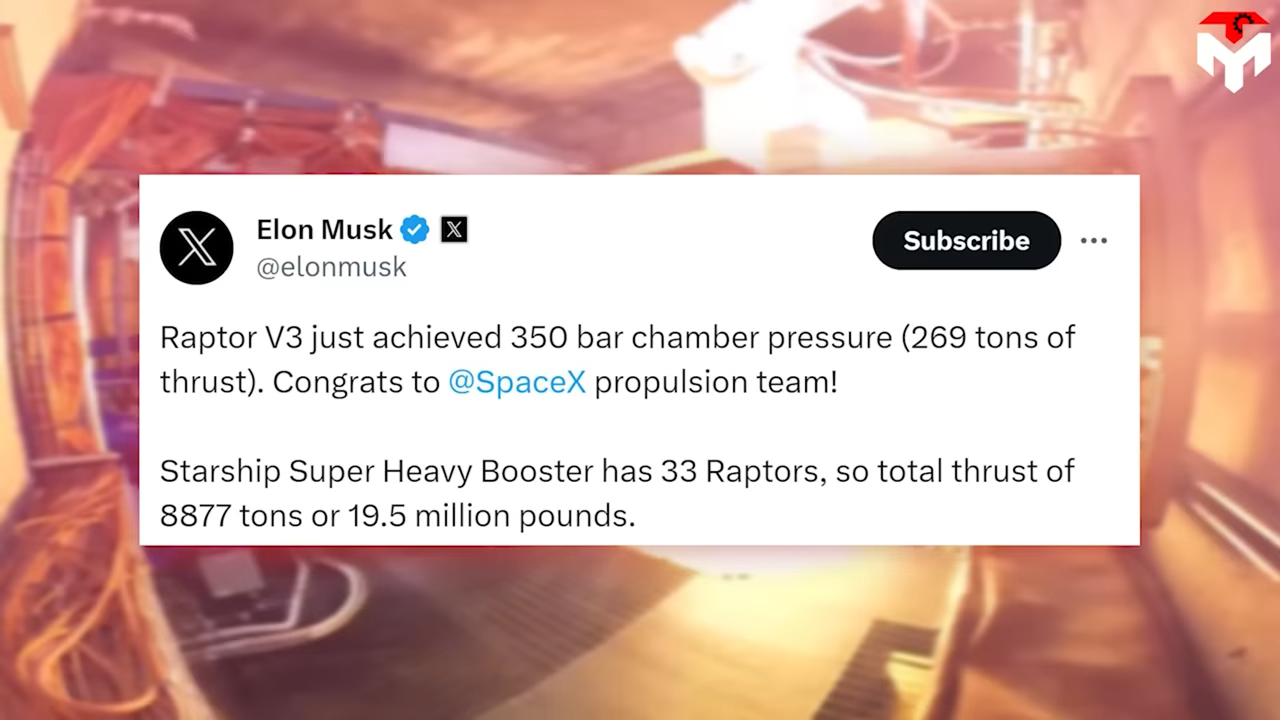 Elon Musk
@elonmusk
Subscribe
Raptor V3 just achieved 350 bar chamber pressure (269 tons of
thrust). Congrats to @SpaceX propulsion team!
Starship Super Heavy Booster has 33 Raptors, so total thrust of
8877 tons or 19.5 million pounds.